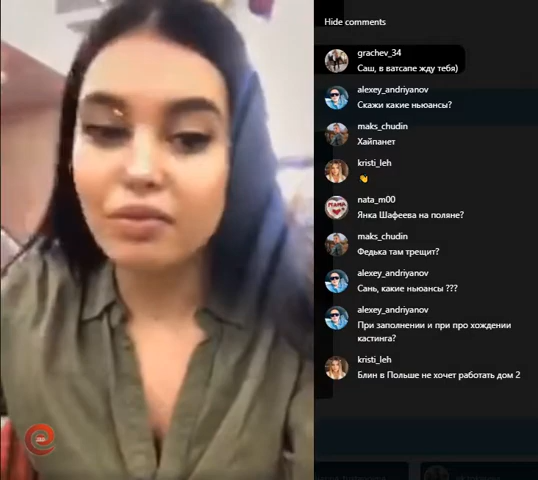 Hide comments
grachev_34
Саш, в ватсапе жду тебя)
alexey_andriyanov
Скажи какие ньюансы?
maks_chudin
Хайпанет
kristi_leh
👏
nata_m00
Янка Шафеева на поляне?
maks_chudin
Федька там трещит?
alexey_andriyanov
Сань, какие ньюансы ???
alexey_andriyanov
При заполнении и при про хождении
кастинга?
kristi_leh
Блин в Польше не хочет работать дом 2